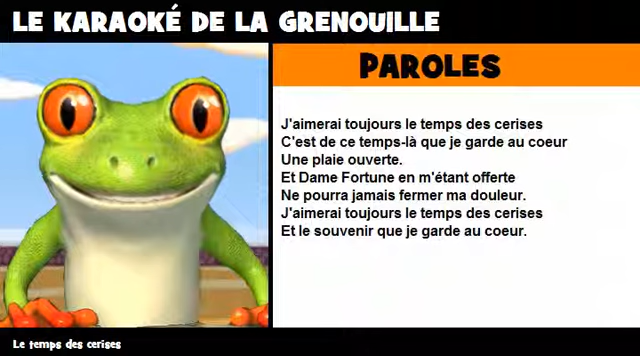 LE KARAOKÉ DE LA GRENOUILLE
PAROLES
J'aimerai toujours le temps des cerises
C'est de ce temps-là que je garde au coeur
Une plaie ouverte.
Et Dame Fortune en m'étant offerte
Ne pourra jamais fermer ma douleur.
J'aimerai toujours le temps des cerises
Et le souvenir que je garde au coeur.
Le temps des cerises